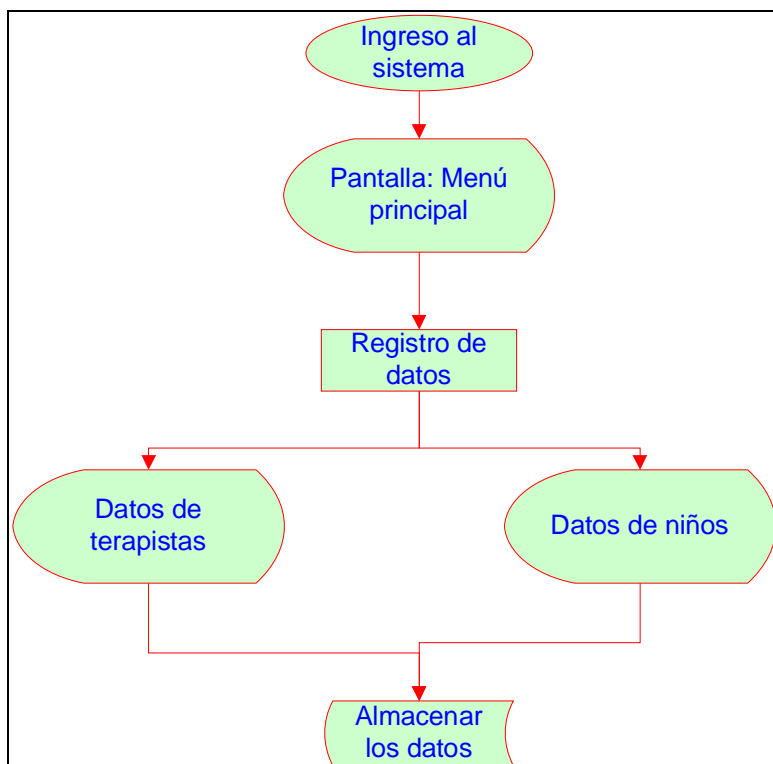 Ingreso al
sistema
Pantalla: Menú
principal
Registro de
datos
Datos de
terapistas
Datos de niños
Almacenar
los datos